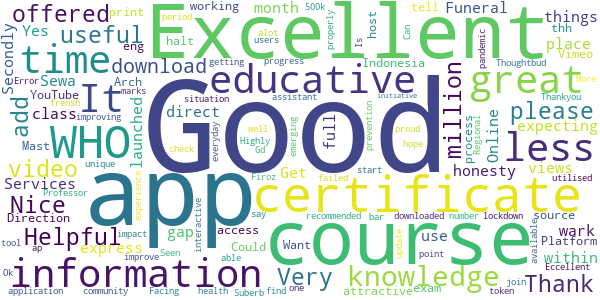 offered useful month Excellent Funeral 500k Can alot users tell print period working host halt things
Secondly Yes time download Indonesia place thh Vimeo
It educative great Is getting Error YouTube Sewa Arch eng progress Thoughtbud
add WHO Good million please process Regional pandemic Thankyou More
class launched direct assistant situation improving marks trensh Mast emerging full Online expecting
video app less unique check everyday well Highly Gd prevention proud hope initiative
Services Professor Get Firoz start honesty views utilised
Nice certificate
Direction experience interactive failed recommended bar downloaded number lockdown source wark Eccellent
Helpful gap access say update Platform available
express impact Could course use within
tool ap improve Seen able Want point
information Very knowledge Thank
Ok application community Facing health Suberb find one attractive exam token join